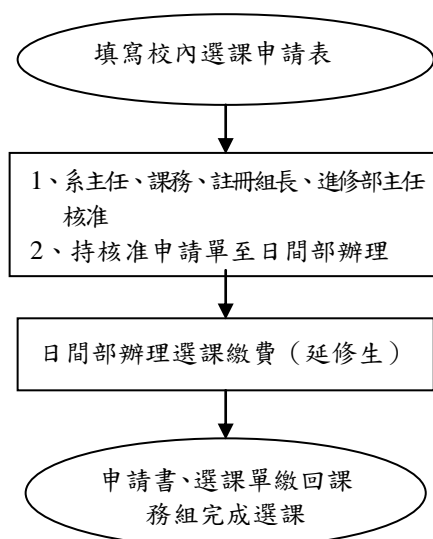 填寫校內選課申請表
1、系主任、課務、註冊組長、進修部主任
核准
2、持核准申請單至日間部辦理
日間部辦理選課繳費（延修生）
申請書、選課單繳回課
務組完成選課